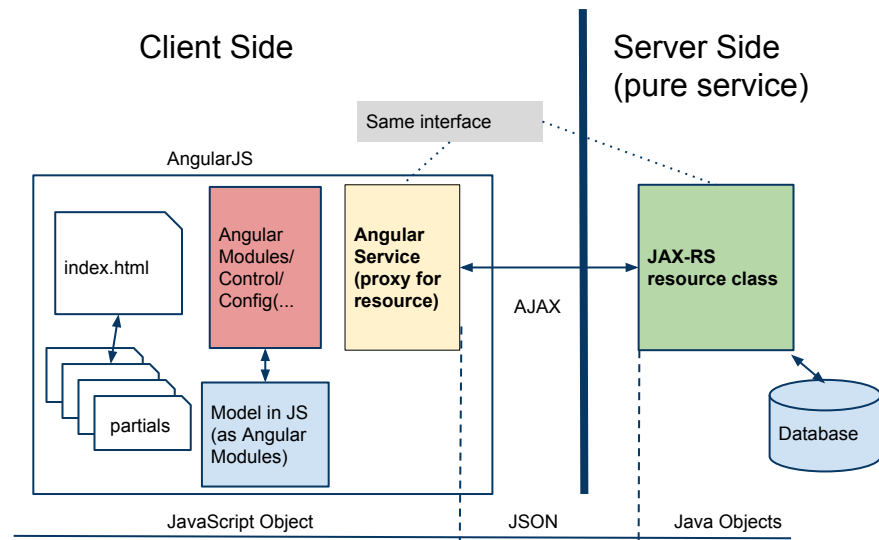 Client Side
Server Side
(pure service)
Same interface
AngularJS
index.html
Angular
Modules/
Control/
Config(...
Angular
Service
(proxy for
resource)
JAX-RS
resource class
AJAX
partials
Model in JS
(as Angular
Modules)
Database
JavaScript Object
JSON
Java Objects